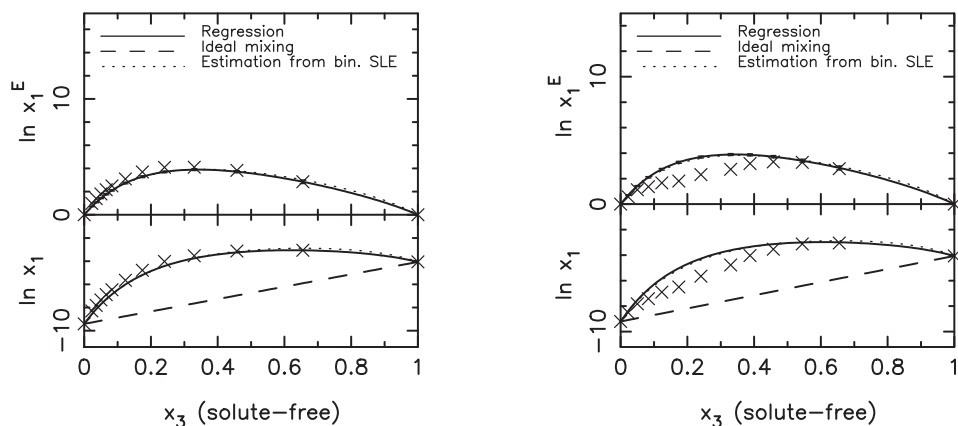 Regression
Ideal mixing
Estimation from bin. SLE
ln x₁ᴱ
10
0
ln x₁
−10
0 0.2 0.4 0.6 0.8 1
x₃ (solute−free)
Regression
Ideal mixing
Estimation from bin. SLE
ln x₁ᴱ
10
0
ln x₁
−10
0 0.2 0.4 0.6 0.8 1
x₃ (solute−free)